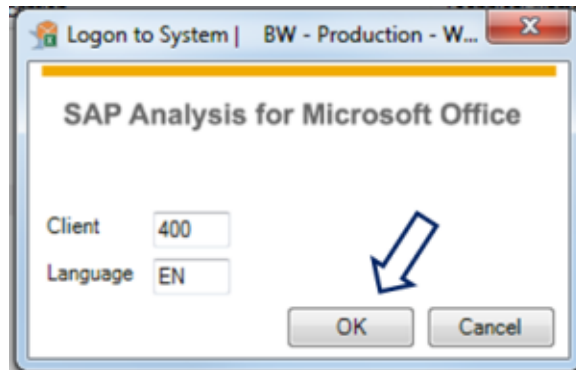 Logon to System | BW - Production - W...
SAP Analysis for Microsoft Office
Client 400
Language EN
OK Cancel